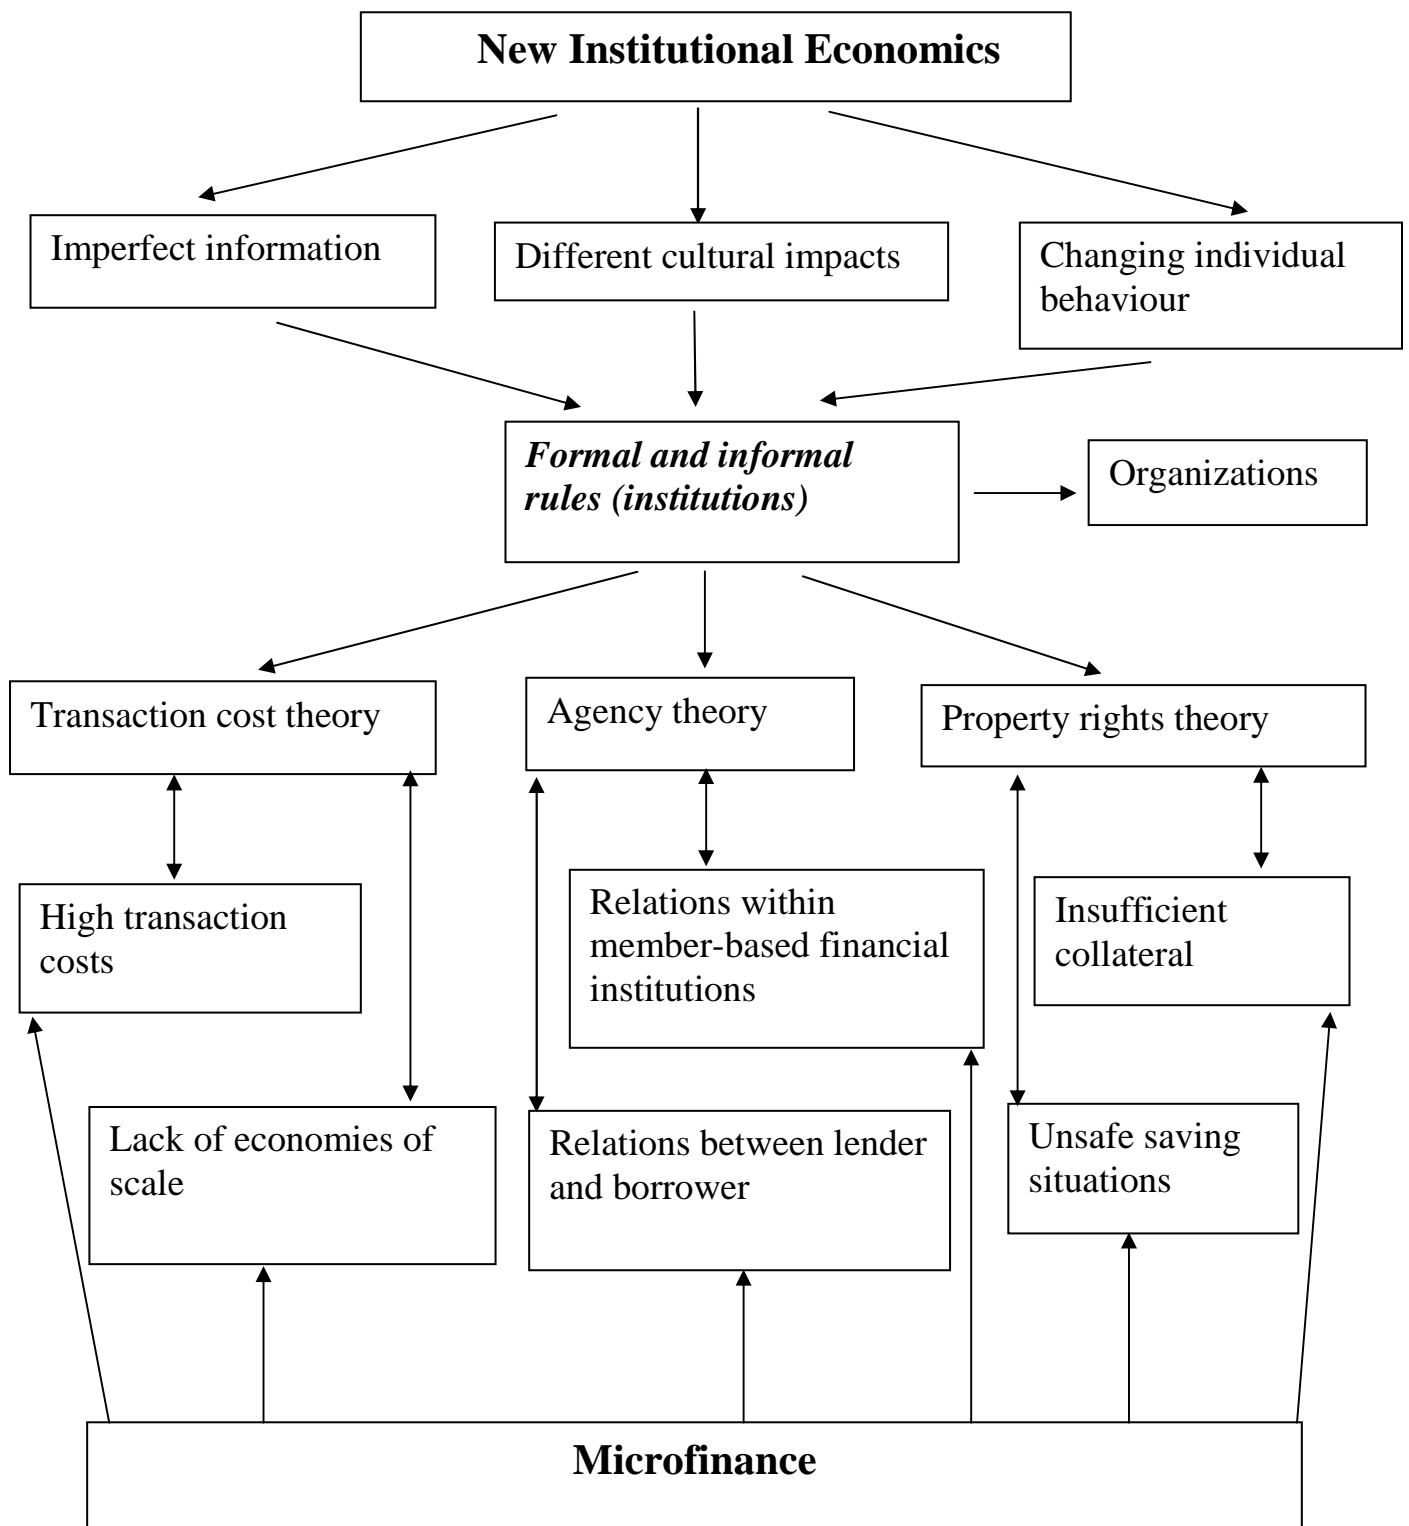 New Institutional Economics
Imperfect information
Different cultural impacts
Changing individual
behaviour
Formal and informal
rules (institutions)
Organizations
Transaction cost theory
Agency theory
Property rights theory
High transaction
costs
Relations within
member-based financial
institutions
Insufficient
collateral
Lack of economies of
scale
Relations between lender
and borrower
Unsafe saving
situations
Microfinance